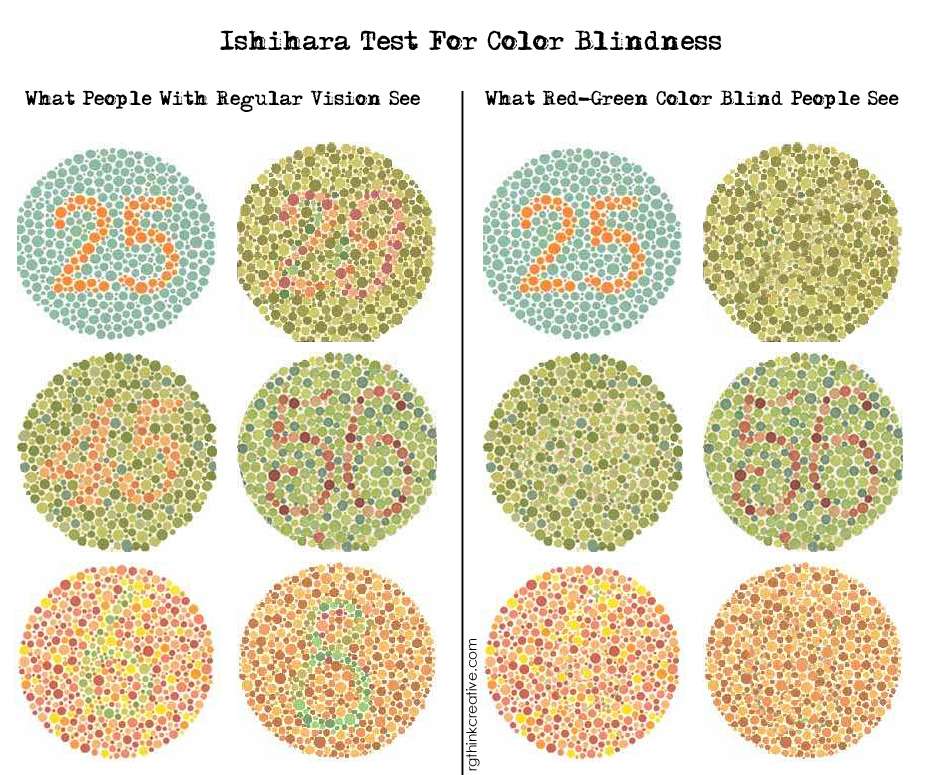 Ishihara Test For Color Blindness
What People With Regular Vision See
What Red-Green Color Blind People See
25
29
25
45
56
56
6
8
rgthinkcreative.com